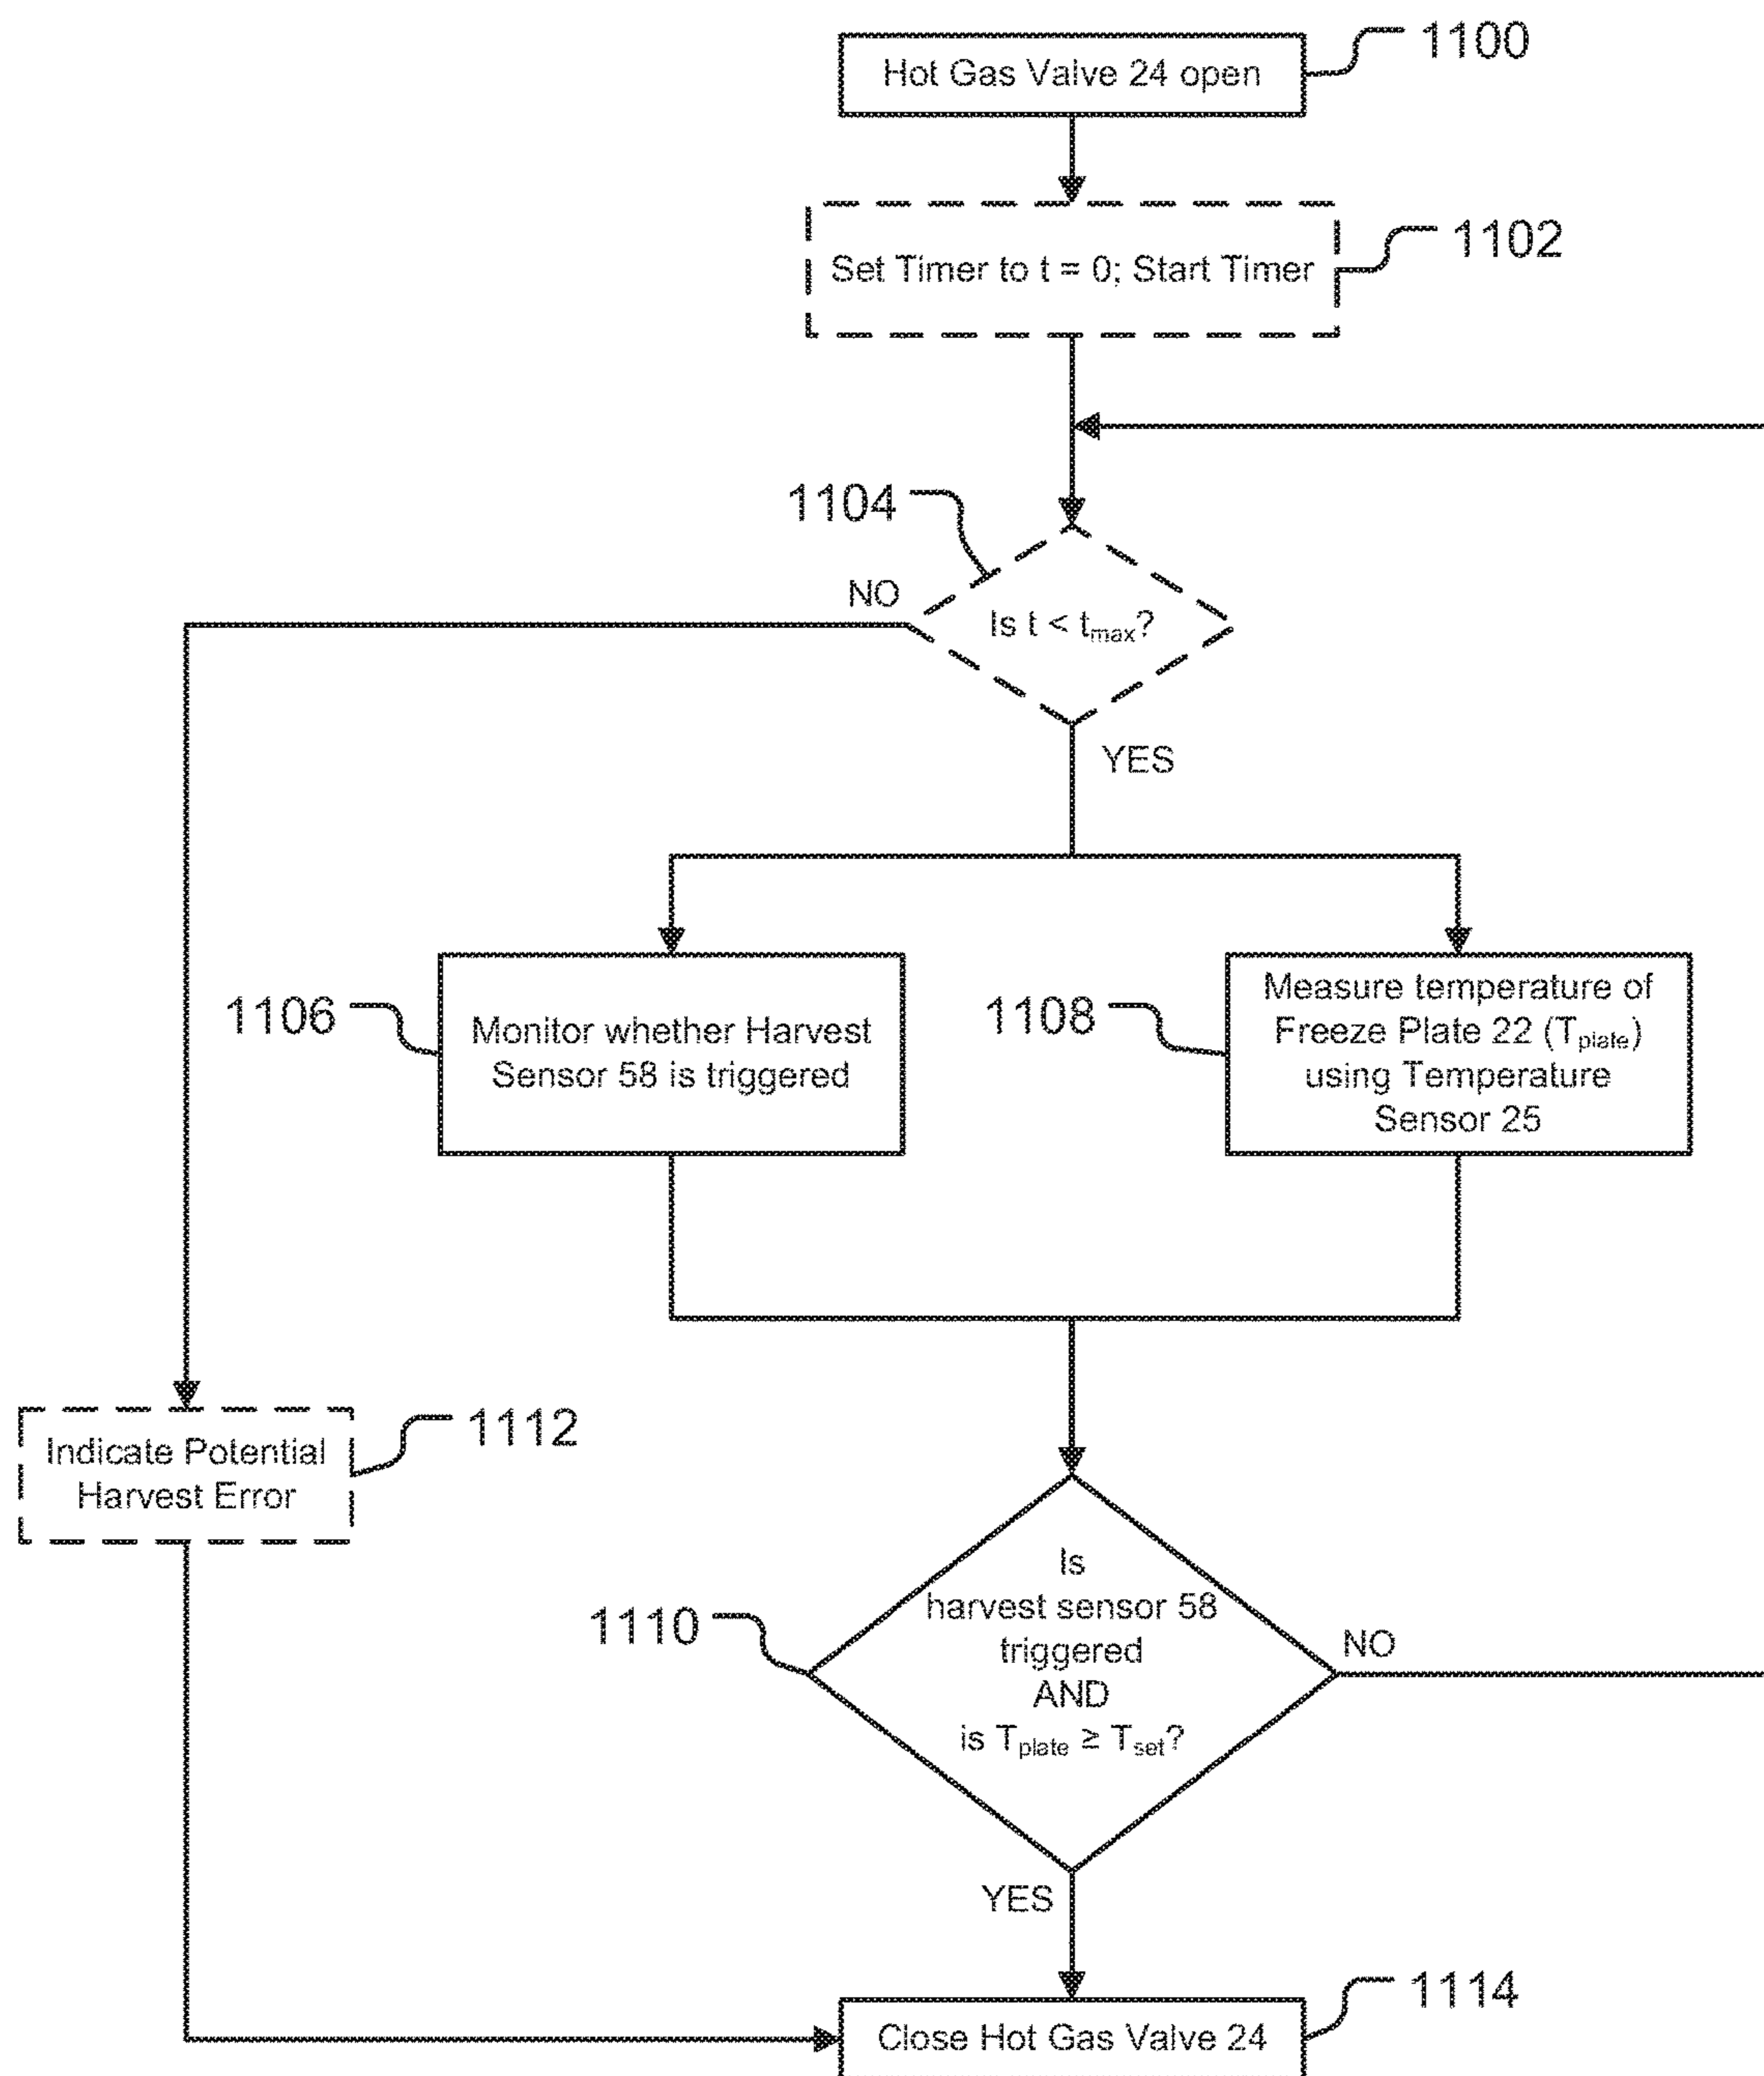 Hot Gas Valve 24 open
1100
Set Timer to t = 0; Start Timer
1102
1104
NO
Is t < tmax?
YES
1106
Monitor whether Harvest
Sensor 58 is triggered
1108
Measure temperature of
Freeze Plate 22 (Tplate)
using Temperature
Sensor 25
Indicate Potential
Harvest Error
1112
1110
Is
harvest sensor 58
triggered
AND
is Tplate ≥ Tset?
NO
YES
Close Hot Gas Valve 24
1114